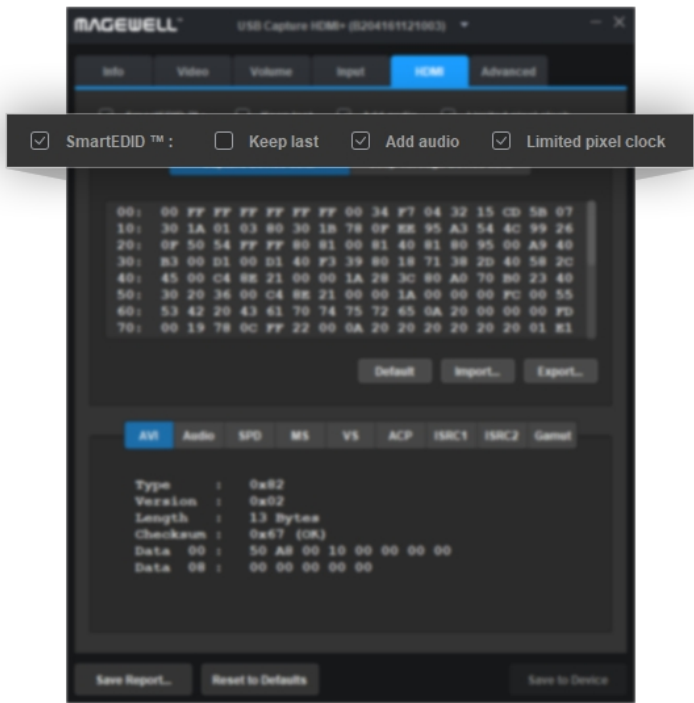 MAGEWELL™
USB Capture HDMI+ (B204161121003)
Info Video Volume Input HDMI Advanced
SmartEDID ™ : Keep last Add audio Limited pixel clock
00: 00 FF FF FF FF FF FF 00 34 F7 04 32 15 CD 5B 07
10: 30 1A 01 03 80 30 1B 78 0F EE 95 A3 54 4C 99 26
20: 0F 50 54 FF FF 80 81 00 81 40 81 80 95 00 A9 40
30: B3 00 D1 00 D1 40 F3 39 80 18 71 38 2D 40 58 2C
40: 45 00 C4 8E 21 00 00 1A 28 3C 80 A0 70 B0 23 40
50: 30 20 36 00 C4 8E 21 00 00 1A 00 00 00 FC 00 55
60: 53 42 20 43 61 70 74 75 72 65 0A 20 00 00 00 FD
70: 00 19 78 0C FF 22 00 0A 20 20 20 20 20 20 01 E1
Default Import... Export...
AVI Audio SPD MS VS ACP ISRC1 ISRC2 Gamut
Type : 0x82
Version : 0x02
Length : 13 Bytes
Checksum : 0x67 (OK)
Data 00 : 50 A8 00 10 00 00 00 00
Data 08 : 00 00 00 00 00
Save Report... Reset to Defaults Save to Device